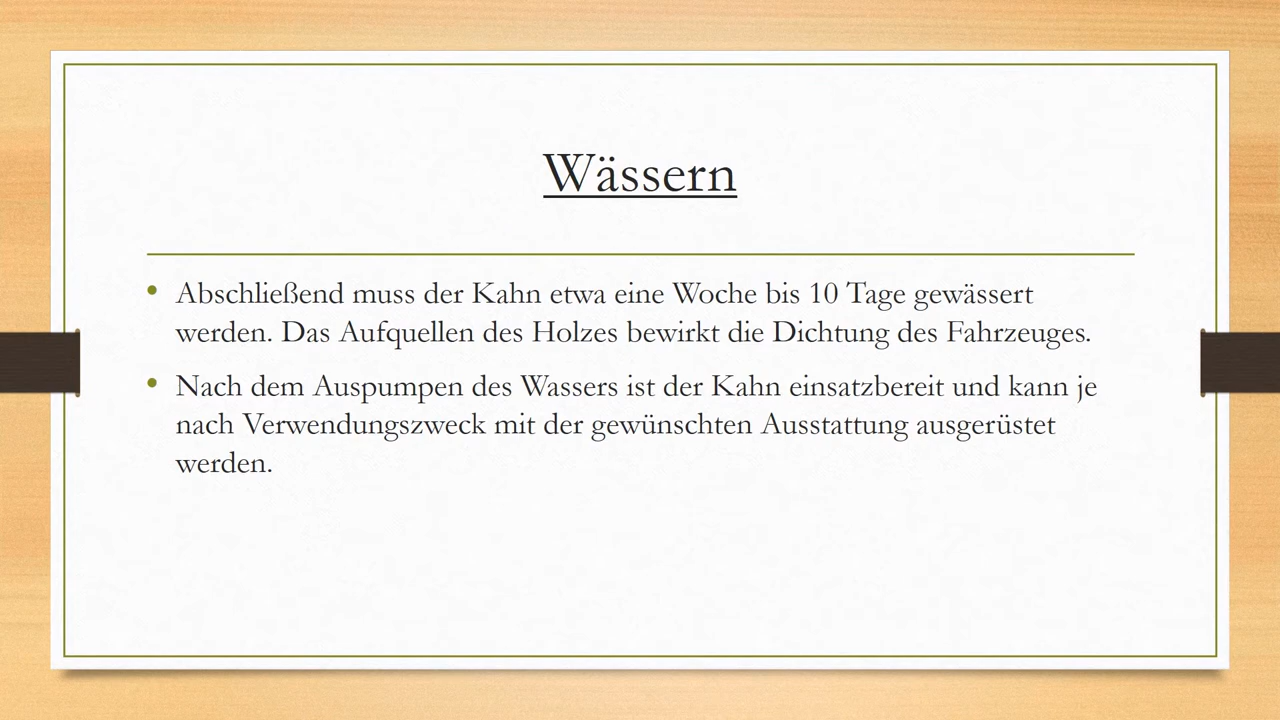 Wässern
• Abschließend muss der Kahn etwa eine Woche bis 10 Tage gewässert
werden. Das Aufquellen des Holzes bewirkt die Dichtung des Fahrzeuges.
• Nach dem Auspumpen des Wassers ist der Kahn einsatzbereit und kann je
nach Verwendungszweck mit der gewünschten Ausstattung ausgerüstet
werden.